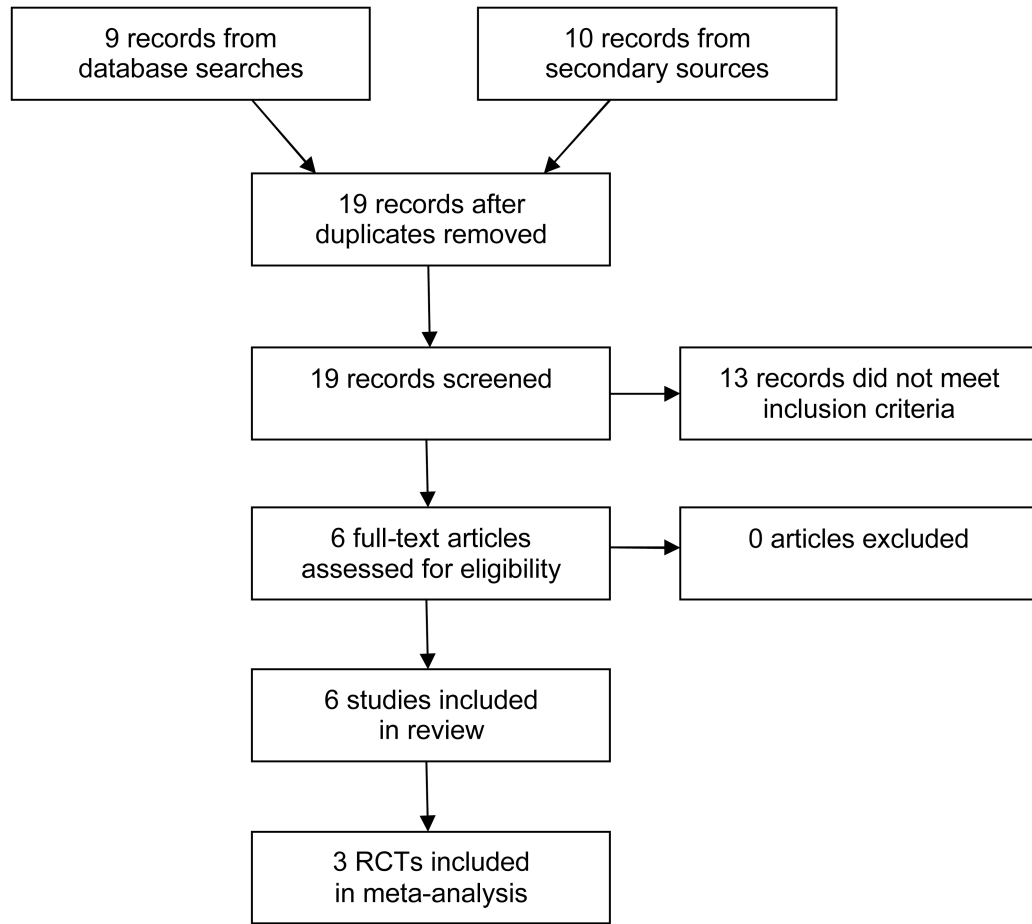 9 records from
database searches
10 records from
secondary sources
19 records after
duplicates removed
19 records screened
13 records did not meet
inclusion criteria
6 full-text articles
assessed for eligibility
0 articles excluded
6 studies included
in review
3 RCTs included
in meta-analysis